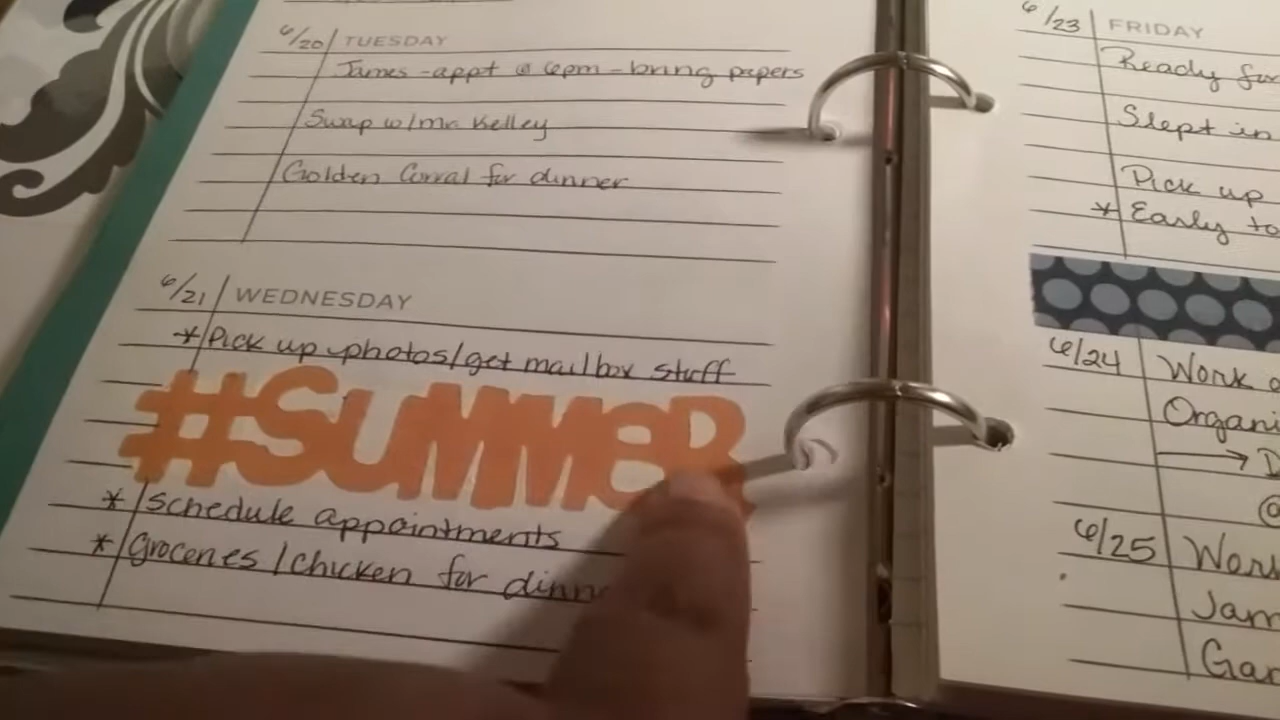 6/20 TUESDAY
James - appt @ 6pm - bring papers
Swap w/mr. Kelley
Golden Corral for dinner
6/21 WEDNESDAY
* Pick up photos/get mailbox stuff
#SUMMER
* Schedule appointments
* groceries/chicken for dinn
6/23 FRIDAY
Ready for
Slept in
Pick up
* Early to
6/24 Work
Organi
6/25
Jam
Gar